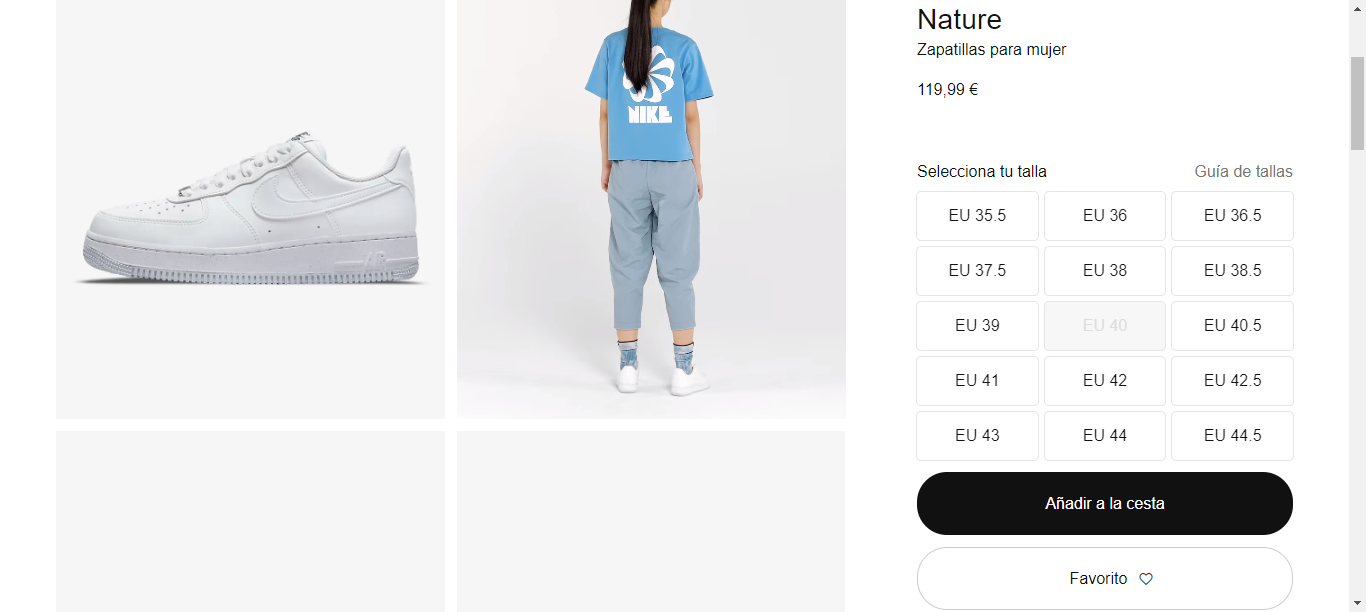 Nature
Zapatillas para mujer
119,99 €
NIKE
AIR
Selecciona tu talla
Guía de tallas
EU 35.5
EU 36
EU 36.5
EU 37.5
EU 38
EU 38.5
EU 39
EU 40
EU 40.5
EU 41
EU 42
EU 42.5
EU 43
EU 44
EU 44.5
Añadir a la cesta
Favorito